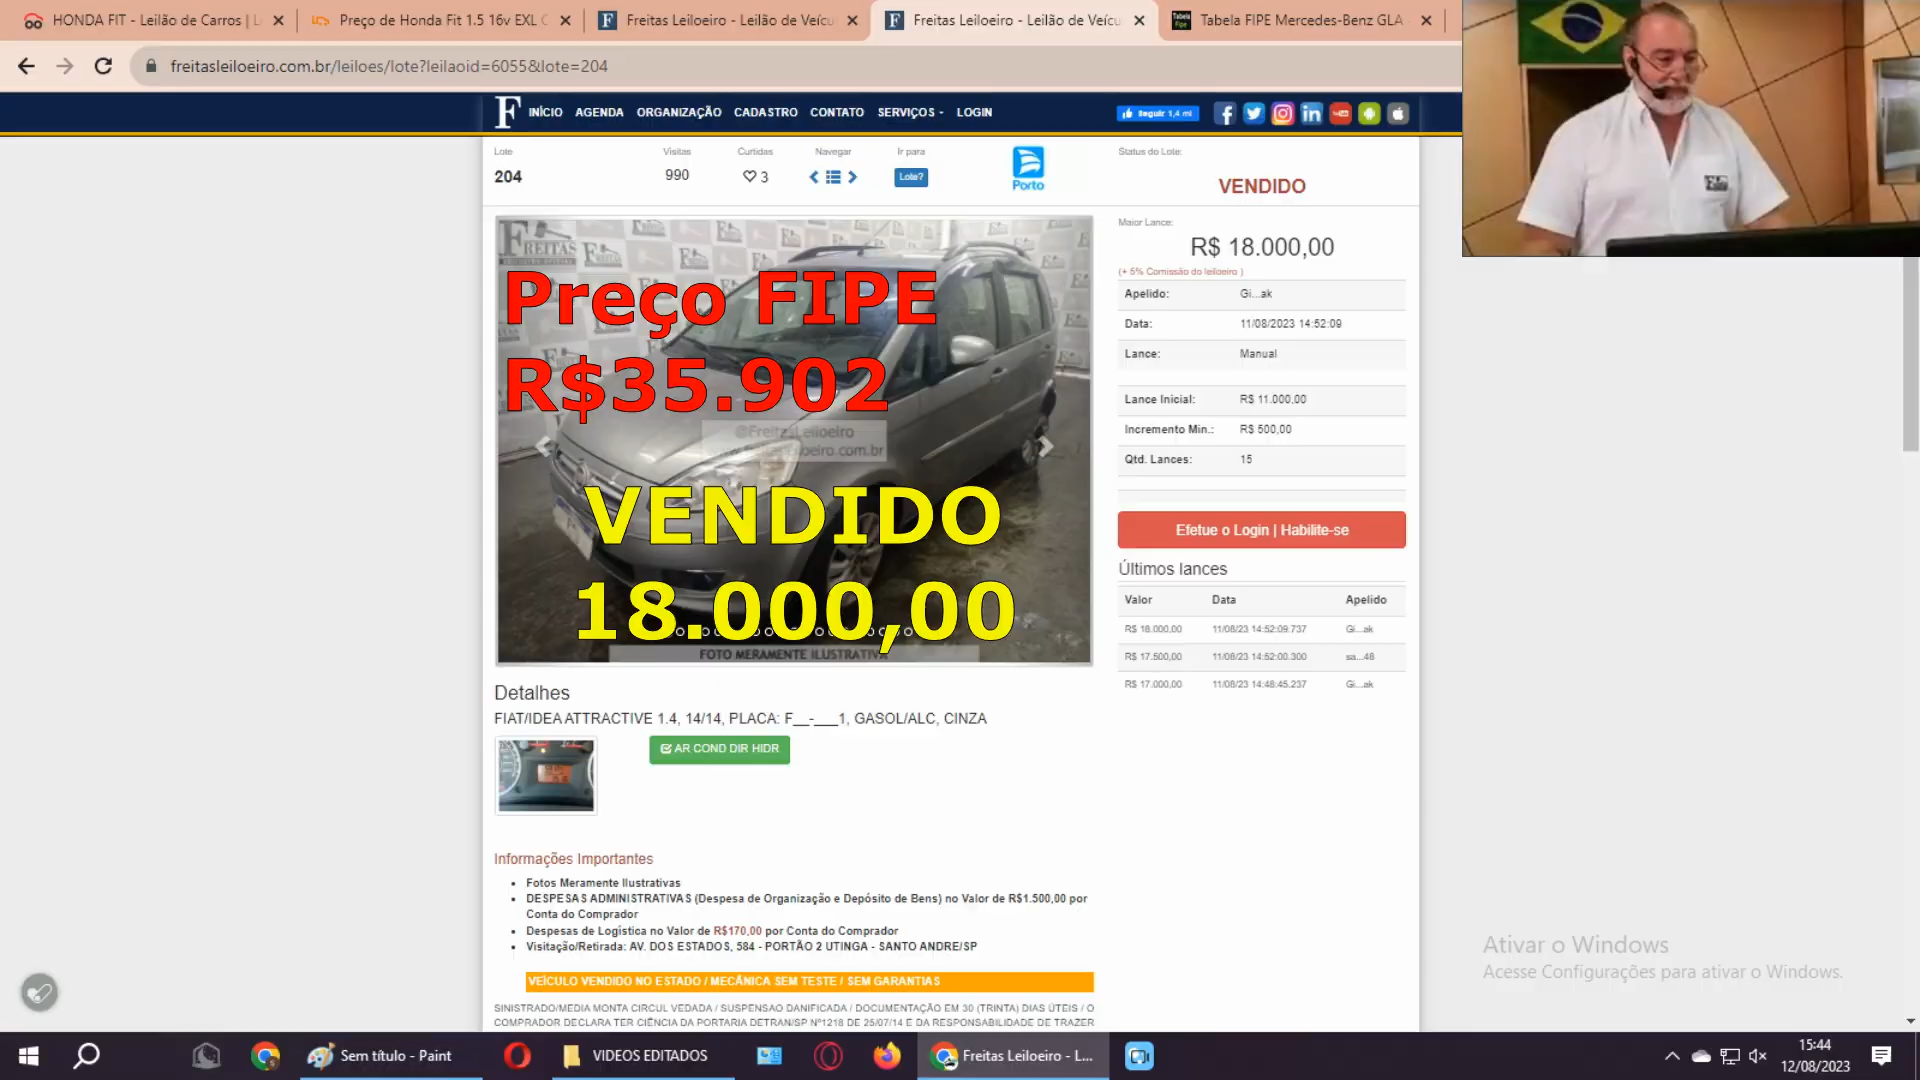 HONDA FIT - Leilão de Carros | L
Preço de Honda Fit 1.5 16v EXL C
Freitas Leiloeiro - Leilão de Veícu
Freitas Leiloeiro - Leilão de Veícu
Tabela FIPE Mercedes-Benz GLA
freitasleiloeiro.com.br/leiloes/lote?leilaoid=6055&lote=204
F INÍCIO AGENDA ORGANIZAÇÃO CADASTRO CONTATO SERVIÇOS LOGIN
Seguir 1,4 mi
Lote
204
Visitas
990
Curtidas
3
Navegar
Ir para
Lote?
Porto
Status do Lote:
VENDIDO
FREITAS
Preço FIPE
R$35.902
@FreitasLeiloeiro
www.freitasleiloeiro.com.br
VENDIDO
18.000,00
FOTO MERAMENTE ILUSTRATIVA
Maior Lance:
R$ 18.000,00
(+ 5% Comissão do leiloeiro )
Apelido: Gi...ak
Data: 11/08/2023 14:52:09
Lance: Manual
Lance Inicial: R$ 11.000,00
Incremento Min.: R$ 500,00
Qtd. Lances: 15
Efetue o Login | Habilite-se
Últimos lances
Valor Data Apelido
R$ 18.000,00 11/08/23 14:52:09.737 Gi...ak
R$ 17.500,00 11/08/23 14:52:00.300 sa...48
R$ 17.000,00 11/08/23 14:48:45.237 Gi...ak
Detalhes
FIAT/IDEA ATTRACTIVE 1.4, 14/14, PLACA: F__-___1, GASOL/ALC, CINZA
AR COND DIR HIDR
Informações Importantes
Fotos Meramente Ilustrativas
DESPESAS ADMINISTRATIVAS (Despesa de Organização e Depósito de Bens) no Valor de R$1.500,00 por
Conta do Comprador
Despesas de Logística no Valor de R$170,00 por Conta do Comprador
Visitação/Retirada: AV. DOS ESTADOS, 584 - PORTÃO 2 UTINGA - SANTO ANDRE/SP
VEÍCULO VENDIDO NO ESTADO / MECÂNICA SEM TESTE / SEM GARANTIAS
SINISTRADO/MEDIA MONTA CIRCUL VEDADA / SUSPENSAO DANIFICADA / DOCUMENTAÇÃO EM 30 (TRINTA) DIAS ÚTEIS / O
COMPRADOR DECLARA TER CIÊNCIA DA PORTARIA DETRAN/SP Nº1218 DE 25/07/14 E DA RESPONSABILIDADE DE TRAZER
Ativar o Windows
Acesse Configurações para ativar o Windows.
Sem título - Paint
VIDEOS EDITADOS
Freitas Leiloeiro - L...
15:44
12/08/2023